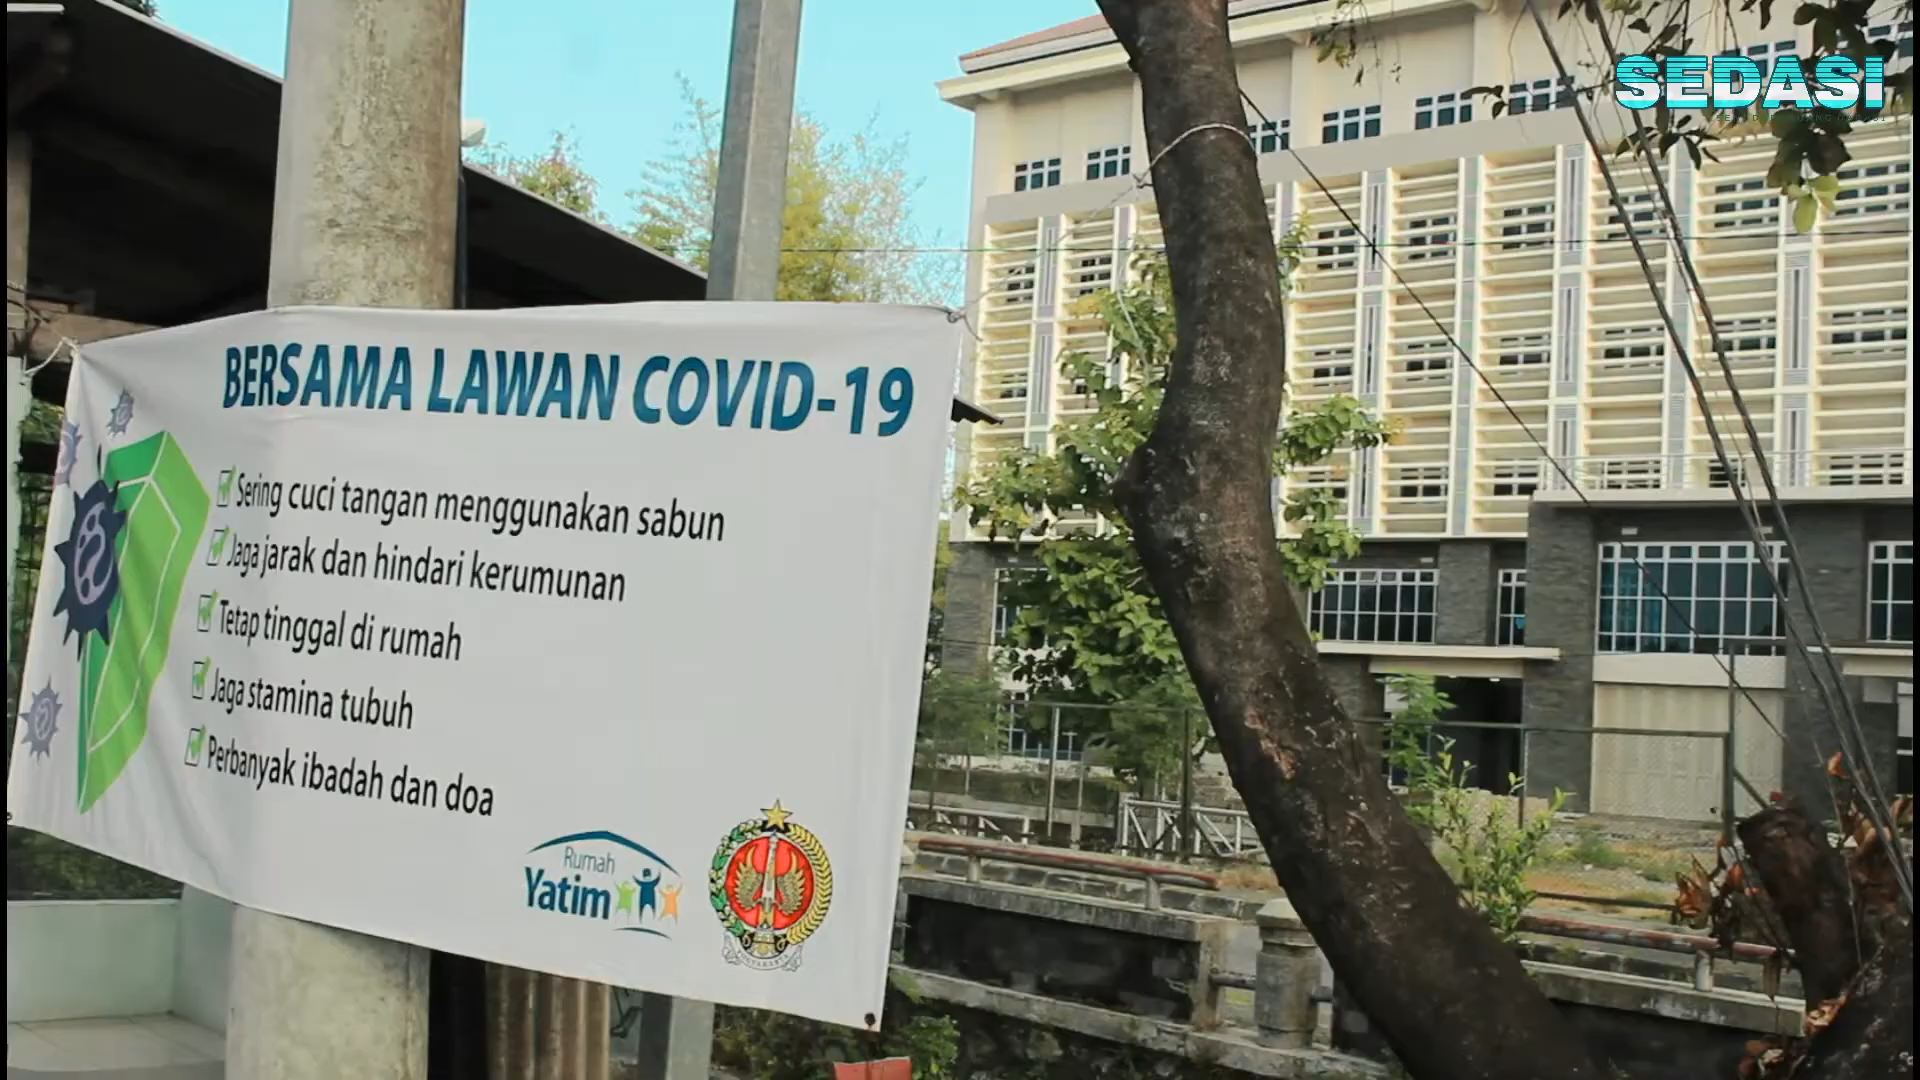 SEDASI
BERSAMA LAWAN COVID-19
Sering cuci tangan menggunakan sabun
Jaga jarak dan hindari kerumunan
Tetap tinggal di rumah
Jaga stamina tubuh
Perbanyak ibadah dan doa
Rumah
Yatim
YOGYAKARTA